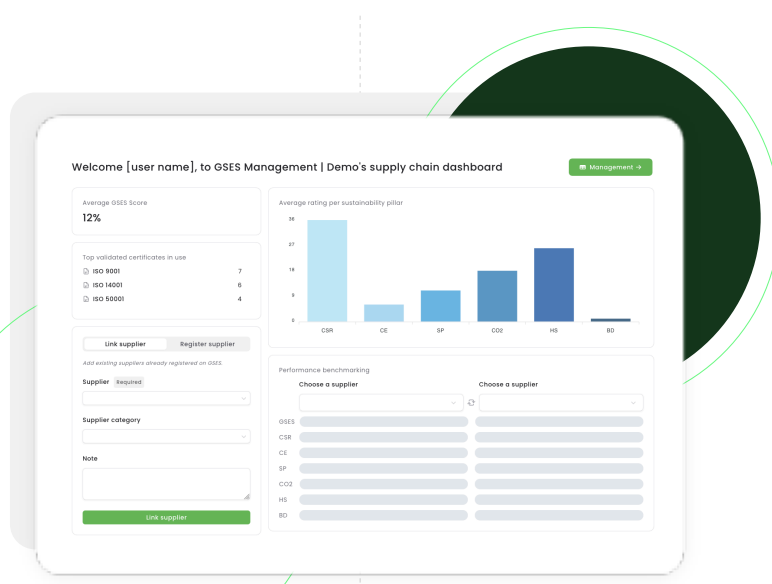 Welcome [user name], to GSES Management | Demo's supply chain dashboard
Management →
Average GSES Score
12%
Top validated certificates in use
ISO 9001 7
ISO 14001 6
ISO 50001 4
Link supplier Register supplier
Add existing suppliers already registered on GSES.
Supplier Required
Supplier category
Note
Link supplier
Average rating per sustainability pillar
36
27
18
9
0
CSR CE SP CO2 HS BD
Performance benchmarking
Choose a supplier Choose a supplier
GSES
CSR
CE
SP
CO2
HS
BD